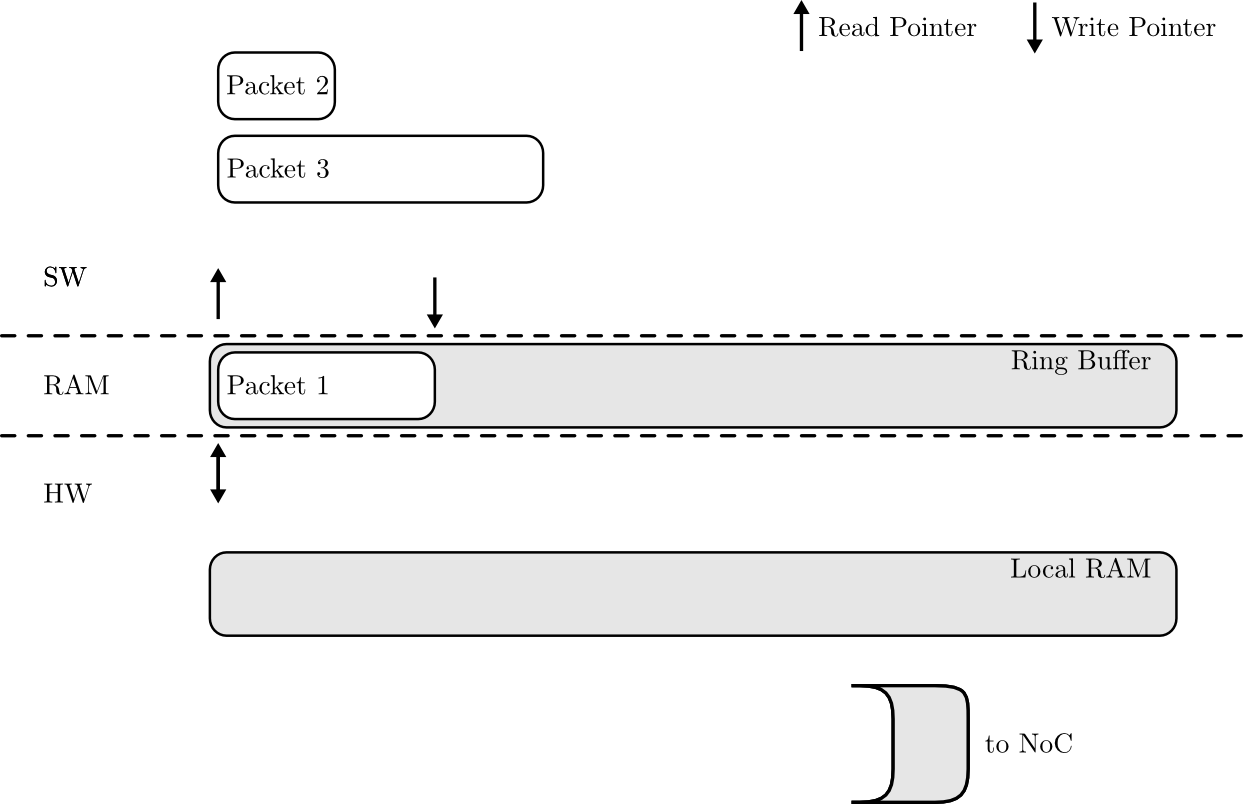 Read Pointer
Write Pointer
Packet 2
Packet 3
SW
RAM
Packet 1
Ring Buffer
HW
Local RAM
to NoC